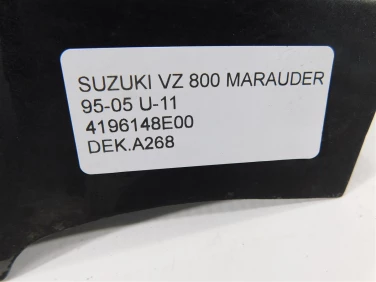 SUZUKI VZ 800 MARAUDER
95-05 U-11
4196148E00
DEK.A268